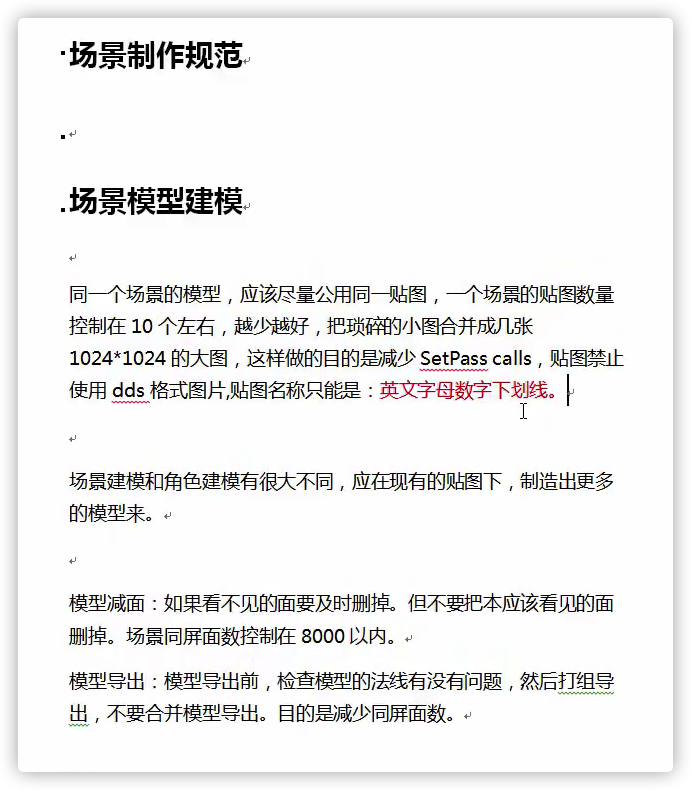 场景制作规范
场景模型建模
同一个场景的模型，应该尽量公用同一贴图，一个场景的贴图数量
控制在 10 个左右，越少越好，把琐碎的小图合并成几张
1024*1024 的大图，这样做的目的是减少 SetPass calls，贴图禁止
使用 dds 格式图片,贴图名称只能是：英文字母数字下划线。
场景建模和角色建模有很大不同，应在现有的贴图下，制造出更多
的模型来。
模型减面：如果看不见的面要及时删掉。但不要把本应该看见的面
删掉。场景同屏面数控制在 8000 以内。
模型导出：模型导出前，检查模型的法线有没有问题，然后打组导
出，不要合并模型导出。目的是减少同屏面数。